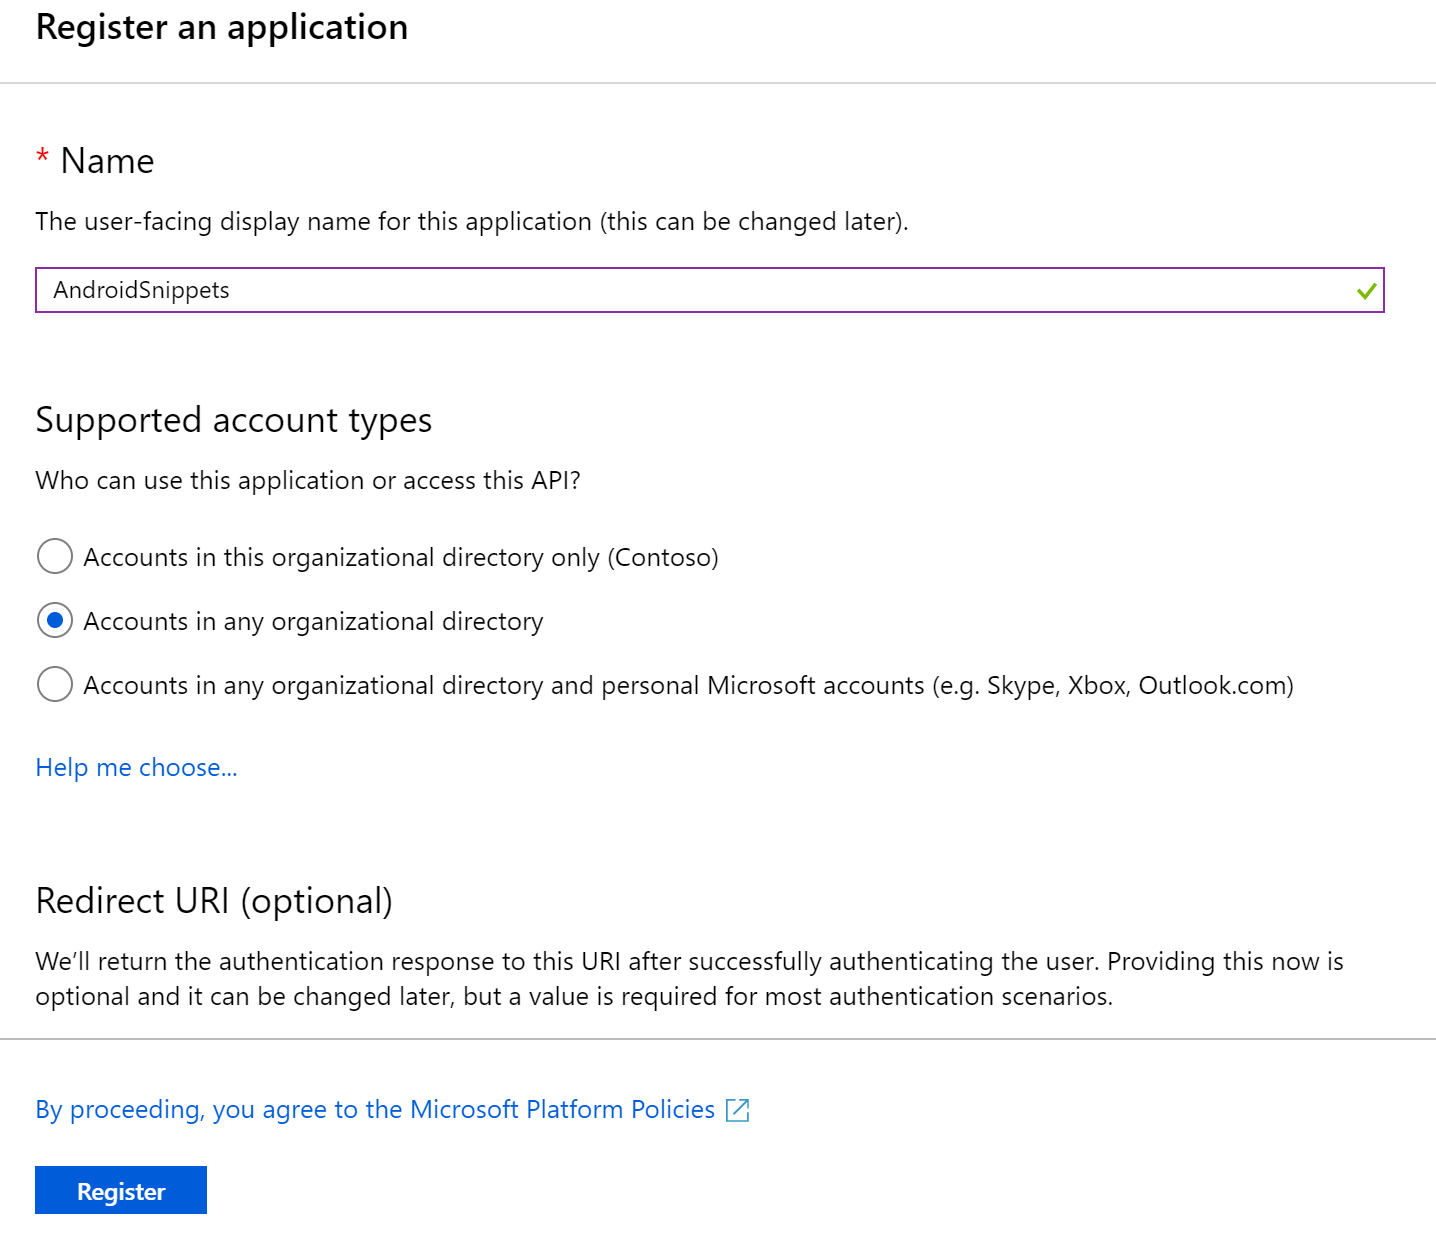 Register an application
* Name
The user-facing display name for this application (this can be changed later).
AndroidSnippets
Supported account types
Who can use this application or access this API?
Accounts in this organizational directory only (Contoso)
Accounts in any organizational directory
Accounts in any organizational directory and personal Microsoft accounts (e.g. Skype, Xbox, Outlook.com)
Help me choose...
Redirect URI (optional)
We’ll return the authentication response to this URI after successfully authenticating the user. Providing this now is
optional and it can be changed later, but a value is required for most authentication scenarios.
By proceeding, you agree to the Microsoft Platform Policies
Register